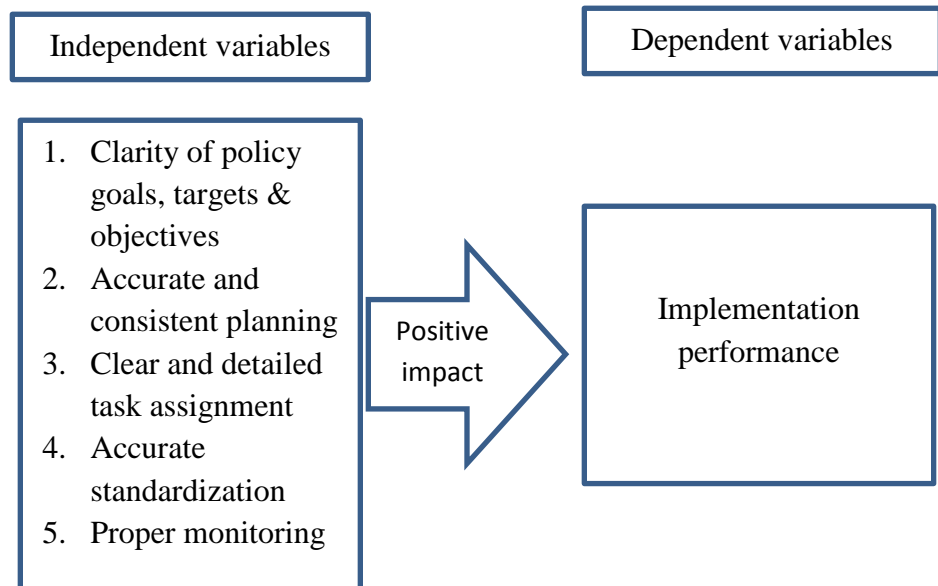 Independent variables
Dependent variables
1. Clarity of policy
goals, targets &
objectives
2. Accurate and
consistent planning
3. Clear and detailed
task assignment
4. Accurate
standardization
5. Proper monitoring
Positive
impact
Implementation
performance